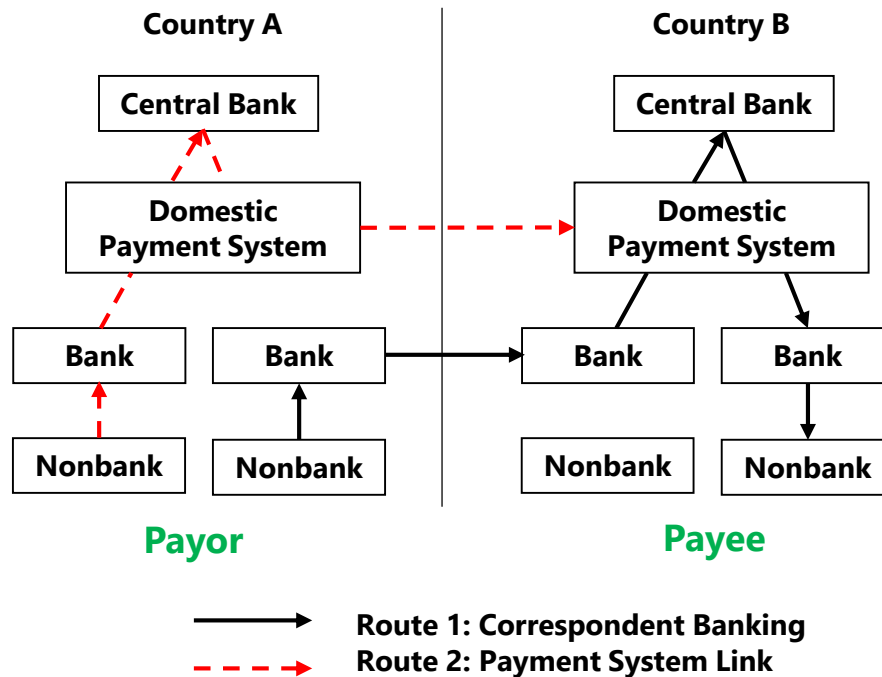 Country A
Country B
Central Bank
Central Bank
Domestic
Payment System
Domestic
Payment System
Bank
Bank
Bank
Bank
Nonbank
Nonbank
Nonbank
Nonbank
Payor
Payee
Route 1: Correspondent Banking
Route 2: Payment System Link